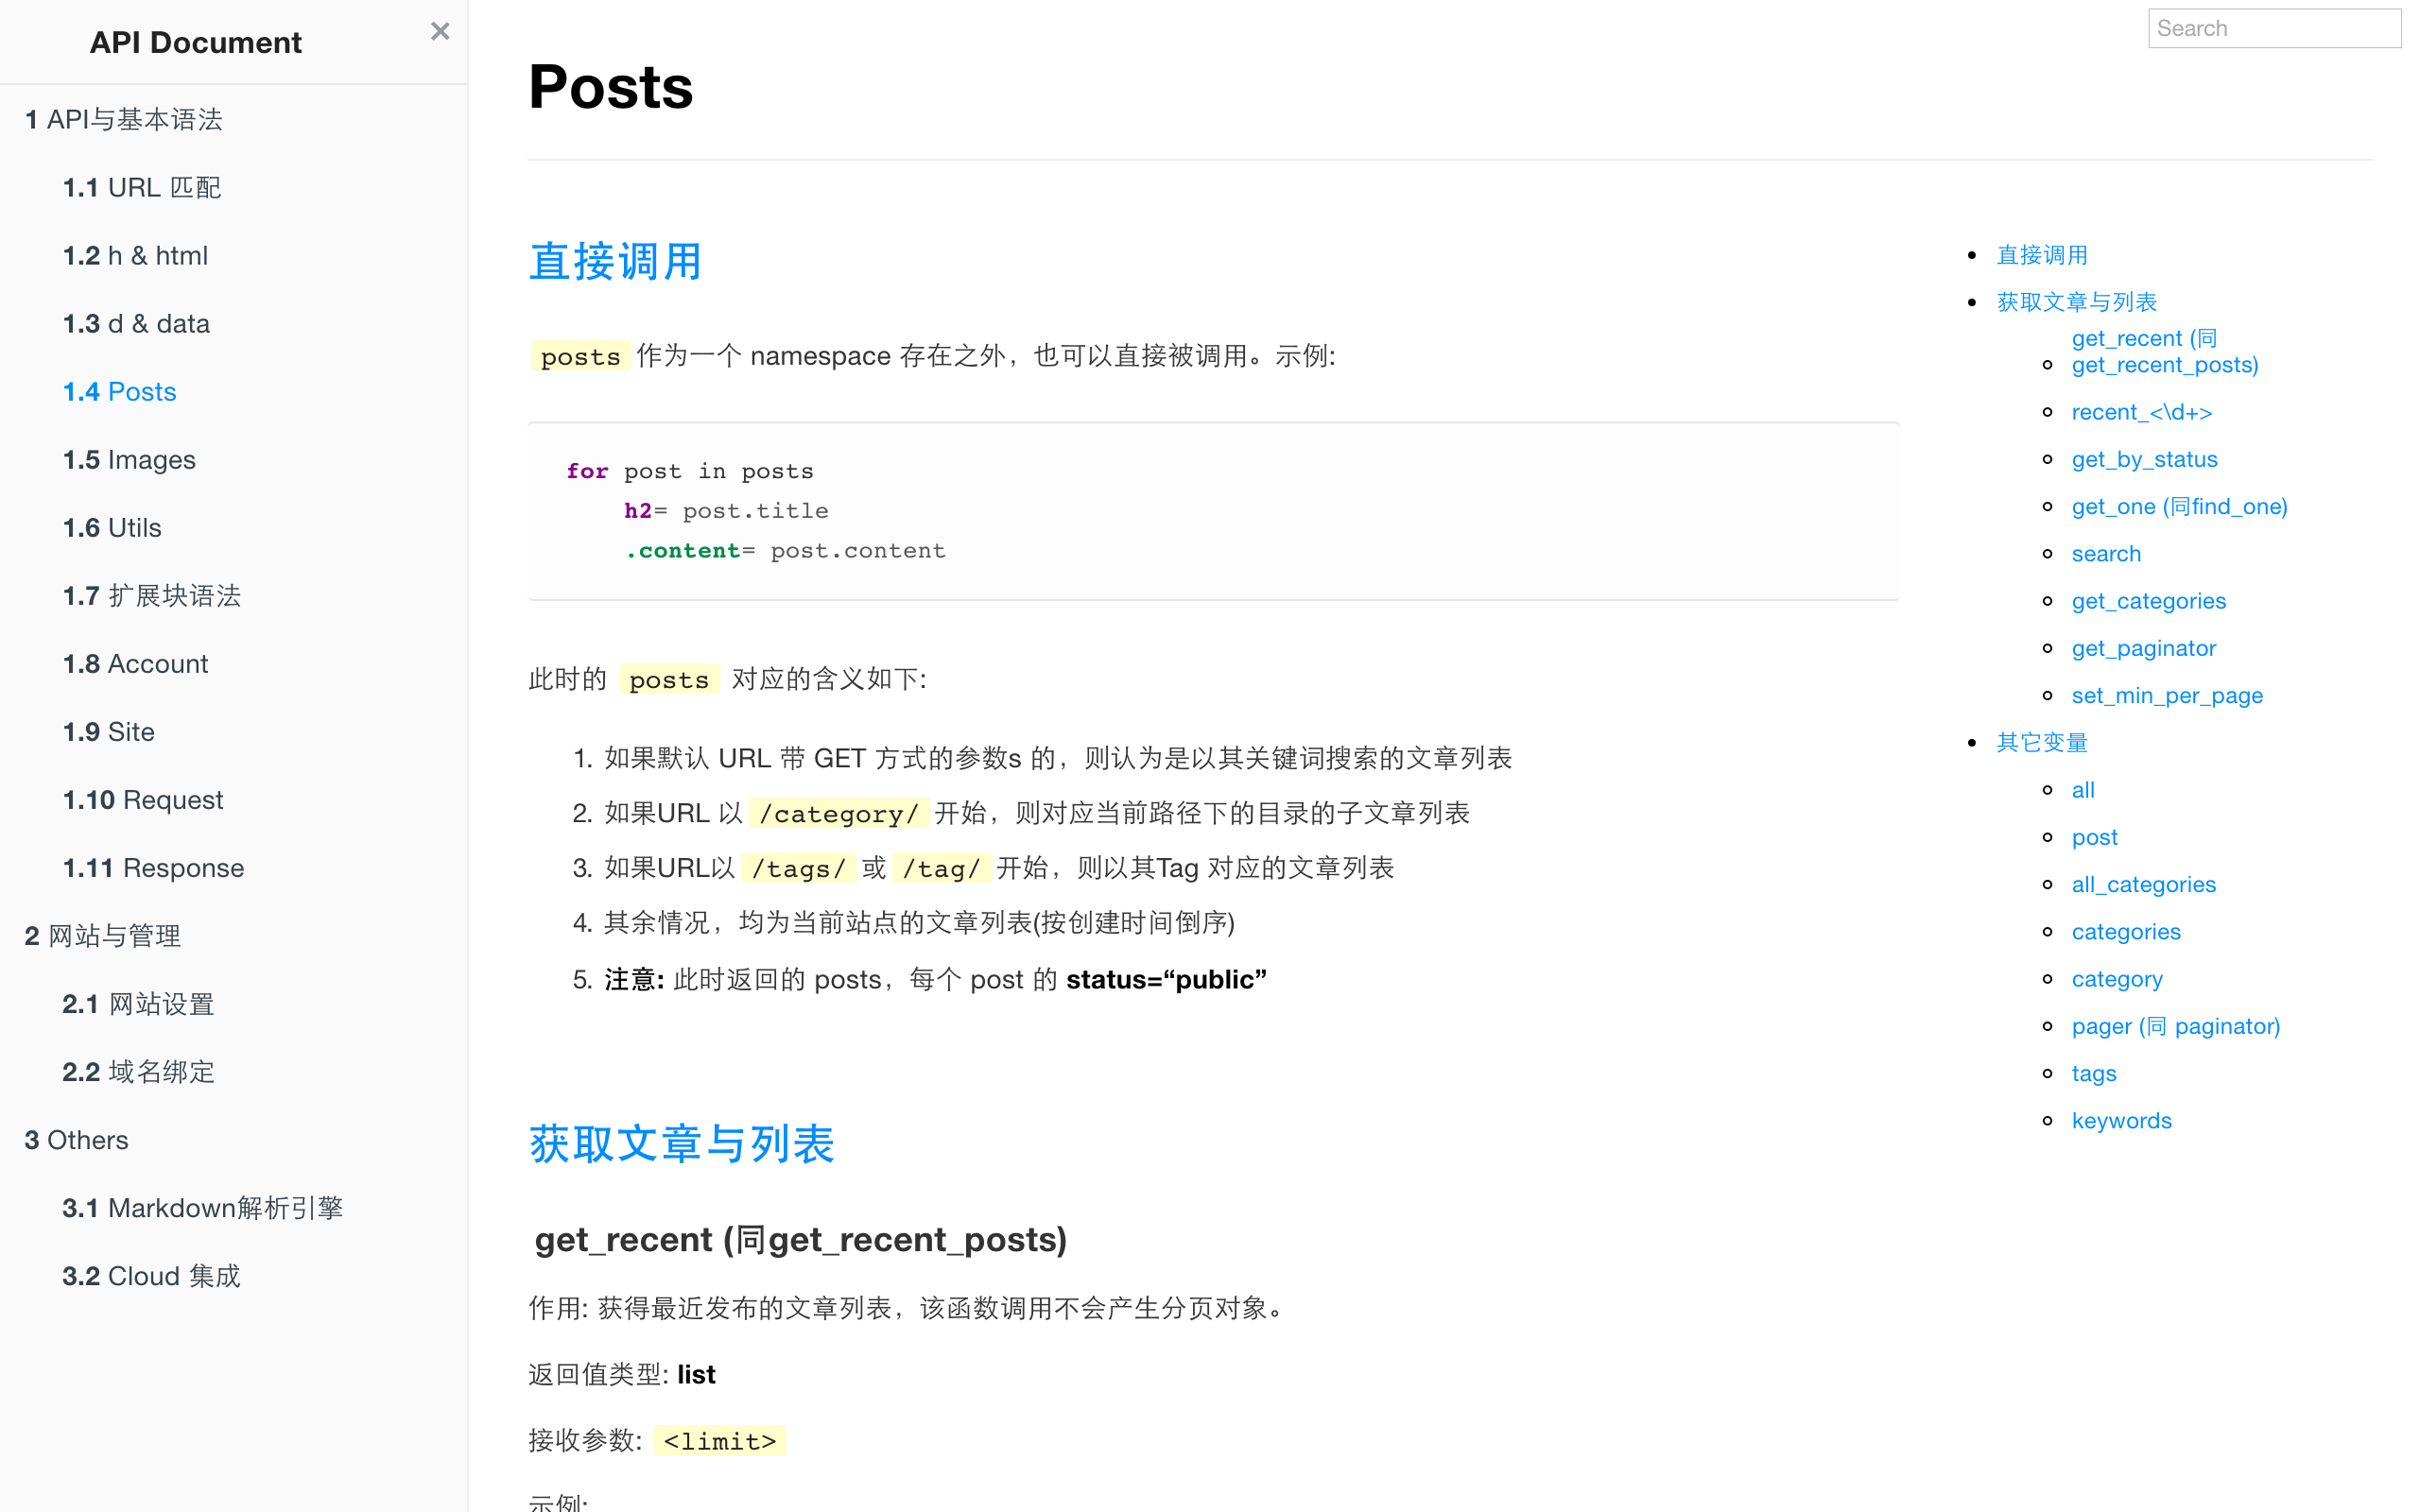 API Document
×
1 API与基本语法
1.1 URL 匹配
1.2 h & html
1.3 d & data
1.4 Posts
1.5 Images
1.6 Utils
1.7 扩展块语法
1.8 Account
1.9 Site
1.10 Request
1.11 Response
2 网站与管理
2.1 网站设置
2.2 域名绑定
3 Others
3.1 Markdown解析引擎
3.2 Cloud 集成
Search
Posts
直接调用
posts 作为一个 namespace 存在之外，也可以直接被调用。示例:
for post in posts
h2= post.title
.content= post.content
此时的 posts 对应的含义如下:
1. 如果默认 URL 带 GET 方式的参数s 的，则认为是以其关键词搜索的文章列表
2. 如果URL 以 /category/ 开始，则对应当前路径下的目录的子文章列表
3. 如果URL以 /tags/ 或 /tag/ 开始，则以其Tag 对应的文章列表
4. 其余情况，均为当前站点的文章列表(按创建时间倒序)
5. 注意: 此时返回的 posts，每个 post 的 status=“public”
获取文章与列表
get_recent (同get_recent_posts)
作用: 获得最近发布的文章列表，该函数调用不会产生分页对象。
返回值类型: list
接收参数: <limit>
示例:
直接调用
获取文章与列表
get_recent (同
get_recent_posts)
recent_<\d+>
get_by_status
get_one (同find_one)
search
get_categories
get_paginator
set_min_per_page
其它变量
all
post
all_categories
categories
category
pager (同 paginator)
tags
keywords